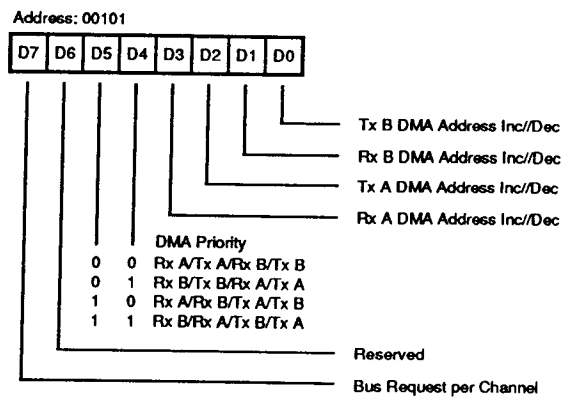 Address: 00101
D7 D6 D5 D4 D3 D2 D1 D0
Tx B DMA Address Inc//Dec
Rx B DMA Address Inc//Dec
Tx A DMA Address Inc//Dec
Rx A DMA Address Inc//Dec
DMA Priority
0 0 Rx A/Tx A/Rx B/Tx B
0 1 Rx B/Tx B/Rx A/Tx A
1 0 Rx A/Rx B/Tx A/Tx B
1 1 Rx B/Rx A/Tx B/Tx A
Reserved
Bus Request per Channel